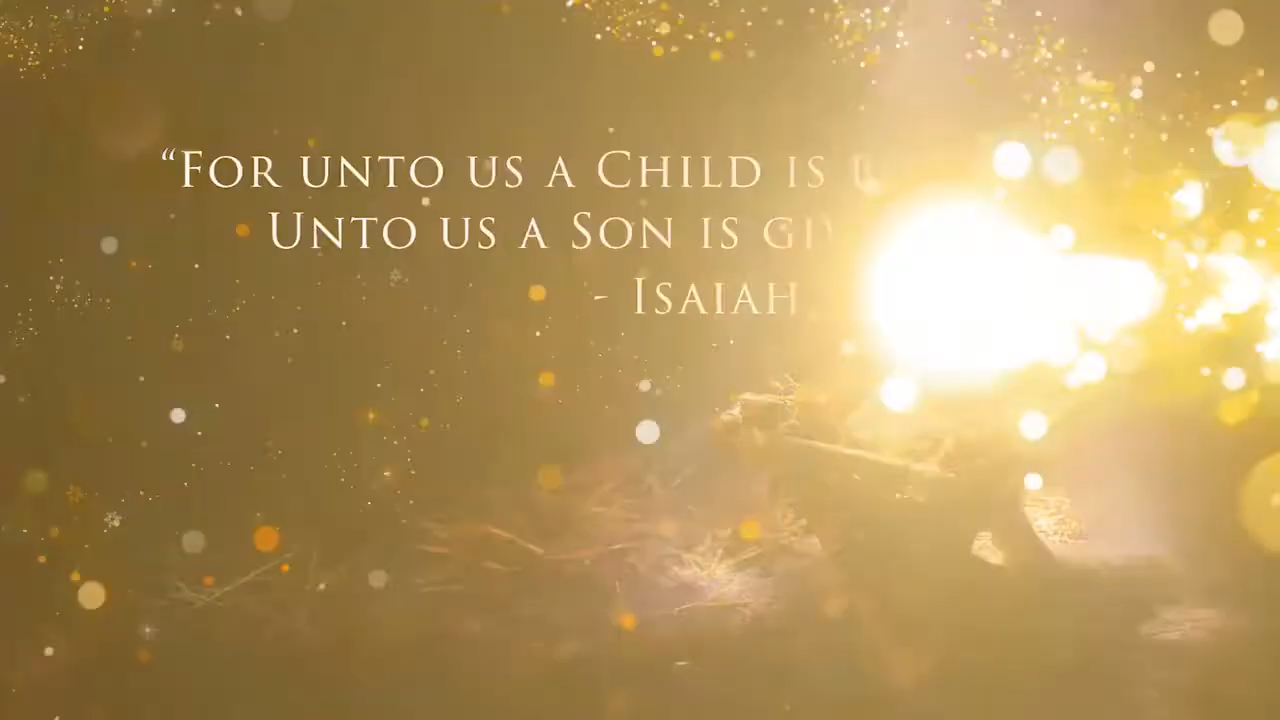 “For unto us a Child is
Unto us a Son is
- Isaiah